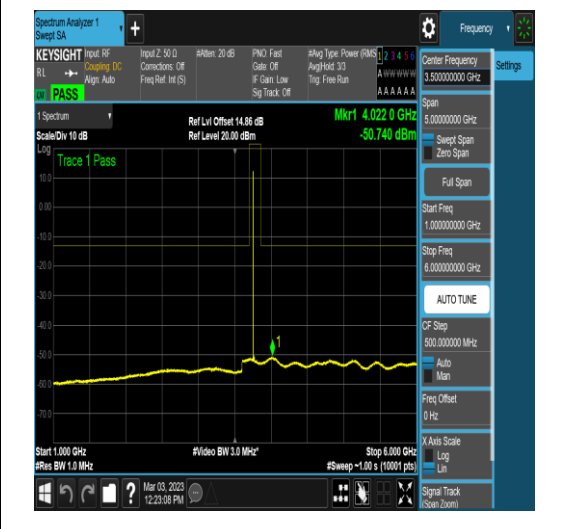 Spectrum Analyzer 1
Swept SA
+
Frequency
KEYSIGHT
RL
Input: RF
Coupling: DC
Align: Auto
Input Z: 50 Ω
Corrections: Off
Freq Ref: Int (S)
#Atten: 20 dB
PNO: Fast
Gate: Off
IF Gain: Low
Sig Track: Off
#Avg Type: Power (RMS)
Avg|Hold: 3/3
Trig: Free Run
1 2 3 4 5 6
A W W W W W
A A A A A A
PASS
Center Frequency
3.500000000 GHz
Settings
Span
5.00000000 GHz
Swept Span
Zero Span
Full Span
Start Freq
1.000000000 GHz
Stop Freq
6.000000000 GHz
AUTO TUNE
CF Step
500.000000 MHz
Auto
Man
Freq Offset
0 Hz
X Axis Scale
Log
Lin
Signal Track
(Span Zoom)
1 Spectrum
Scale/Div 10 dB
Ref Lvl Offset 14.86 dB
Ref Level 20.00 dBm
Mkr1 4.022 0 GHz
-50.740 dBm
Log
Trace 1 Pass
10.0
0.00
-10.0
-20.0
-30.0
-40.0
-50.0
-60.0
-70.0
1
Start 1.000 GHz
#Res BW 1.0 MHz
#Video BW 3.0 MHz*
Stop 6.000 GHz
#Sweep ~1.00 s (10001 pts)
?
Mar 03, 2023
12:23:08 PM